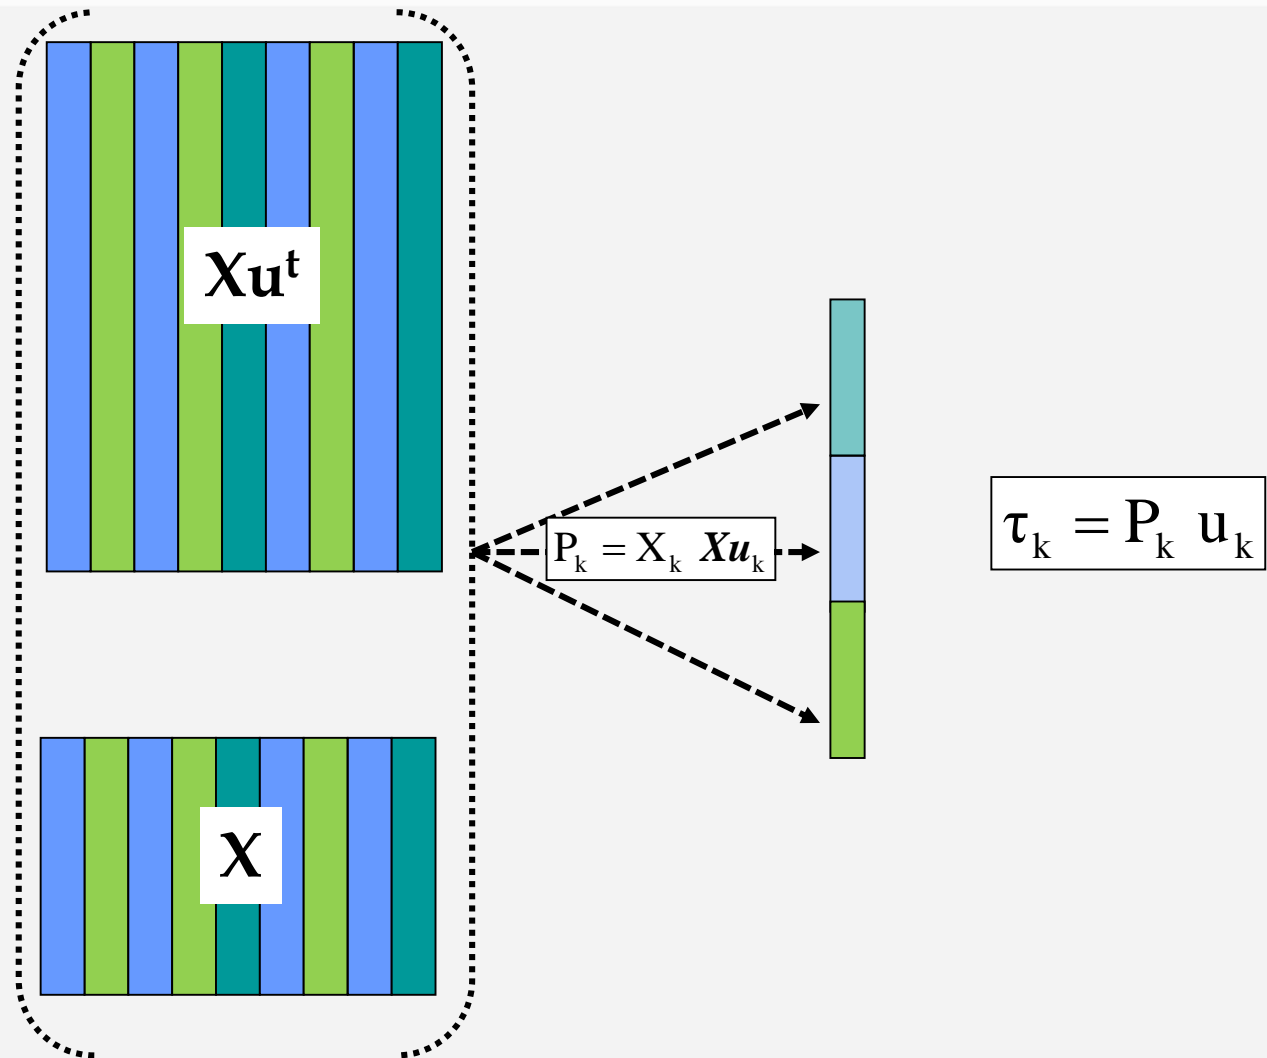 Xuᵗ
Pₖ = Xₖ Xuₖ
τₖ = Pₖ uₖ
X